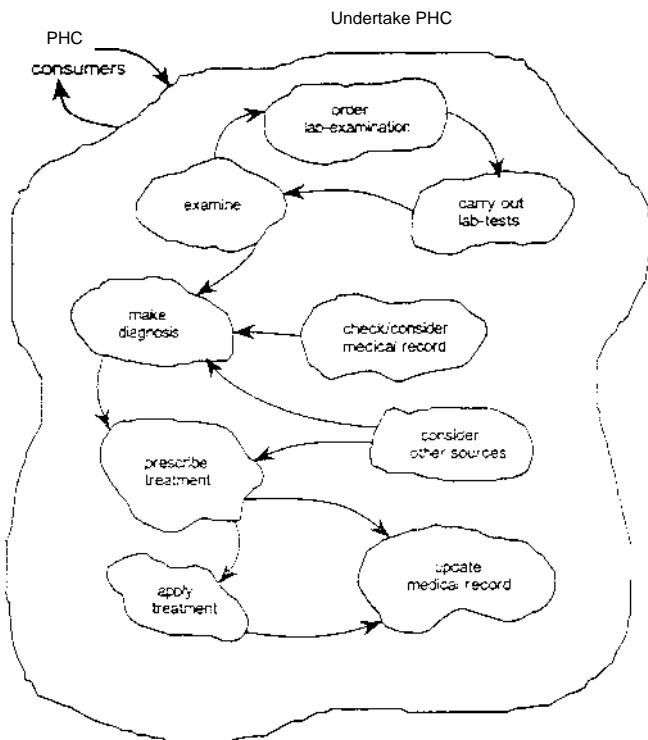 Undertake PHC
PHC
consumers
order
lab-examination
examine
carry out
lab-tests
make
diagnosis
check/consider
medical record
consider
other sources
prescribe
treatment
update
medical record
apply
treatment